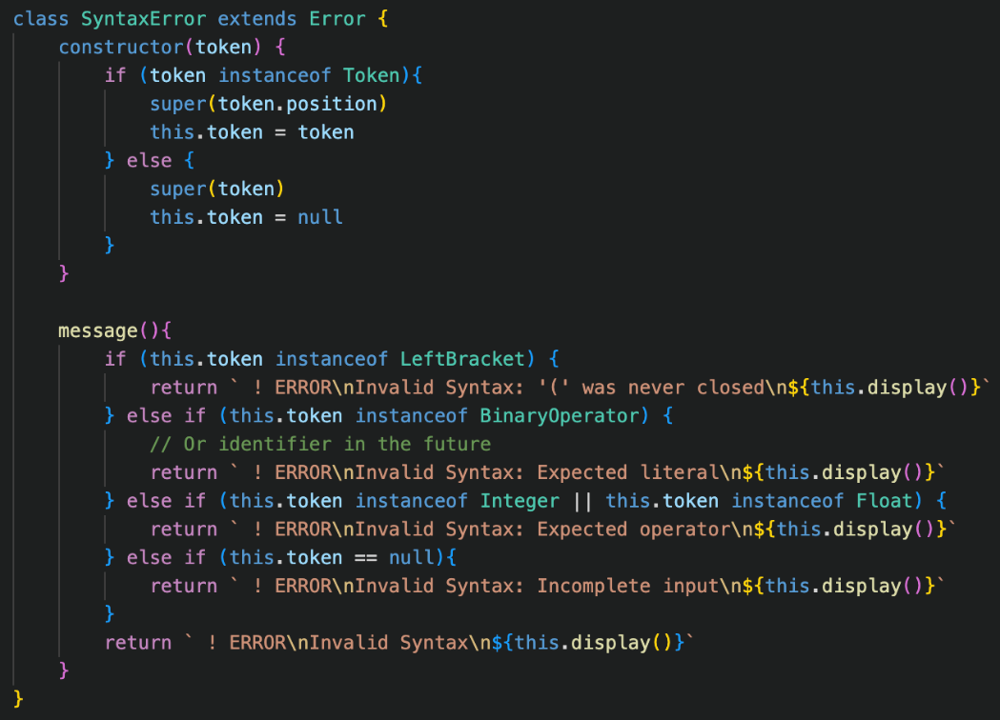 class SyntaxError extends Error {
    constructor(token) {
        if (token instanceof Token){
            super(token.position)
            this.token = token
        } else {
            super(token)
            this.token = null
        }
    }

    message(){
        if (this.token instanceof LeftBracket) {
            return ` ! ERROR\nInvalid Syntax: '(' was never closed\n${this.display()}`
        } else if (this.token instanceof BinaryOperator) {
            // Or identifier in the future
            return ` ! ERROR\nInvalid Syntax: Expected literal\n${this.display()}`
        } else if (this.token instanceof Integer || this.token instanceof Float) {
            return ` ! ERROR\nInvalid Syntax: Expected operator\n${this.display()}`
        } else if (this.token == null){
            return ` ! ERROR\nInvalid Syntax: Incomplete input\n${this.display()}`
        }
        return ` ! ERROR\nInvalid Syntax\n${this.display()}`
    }
}